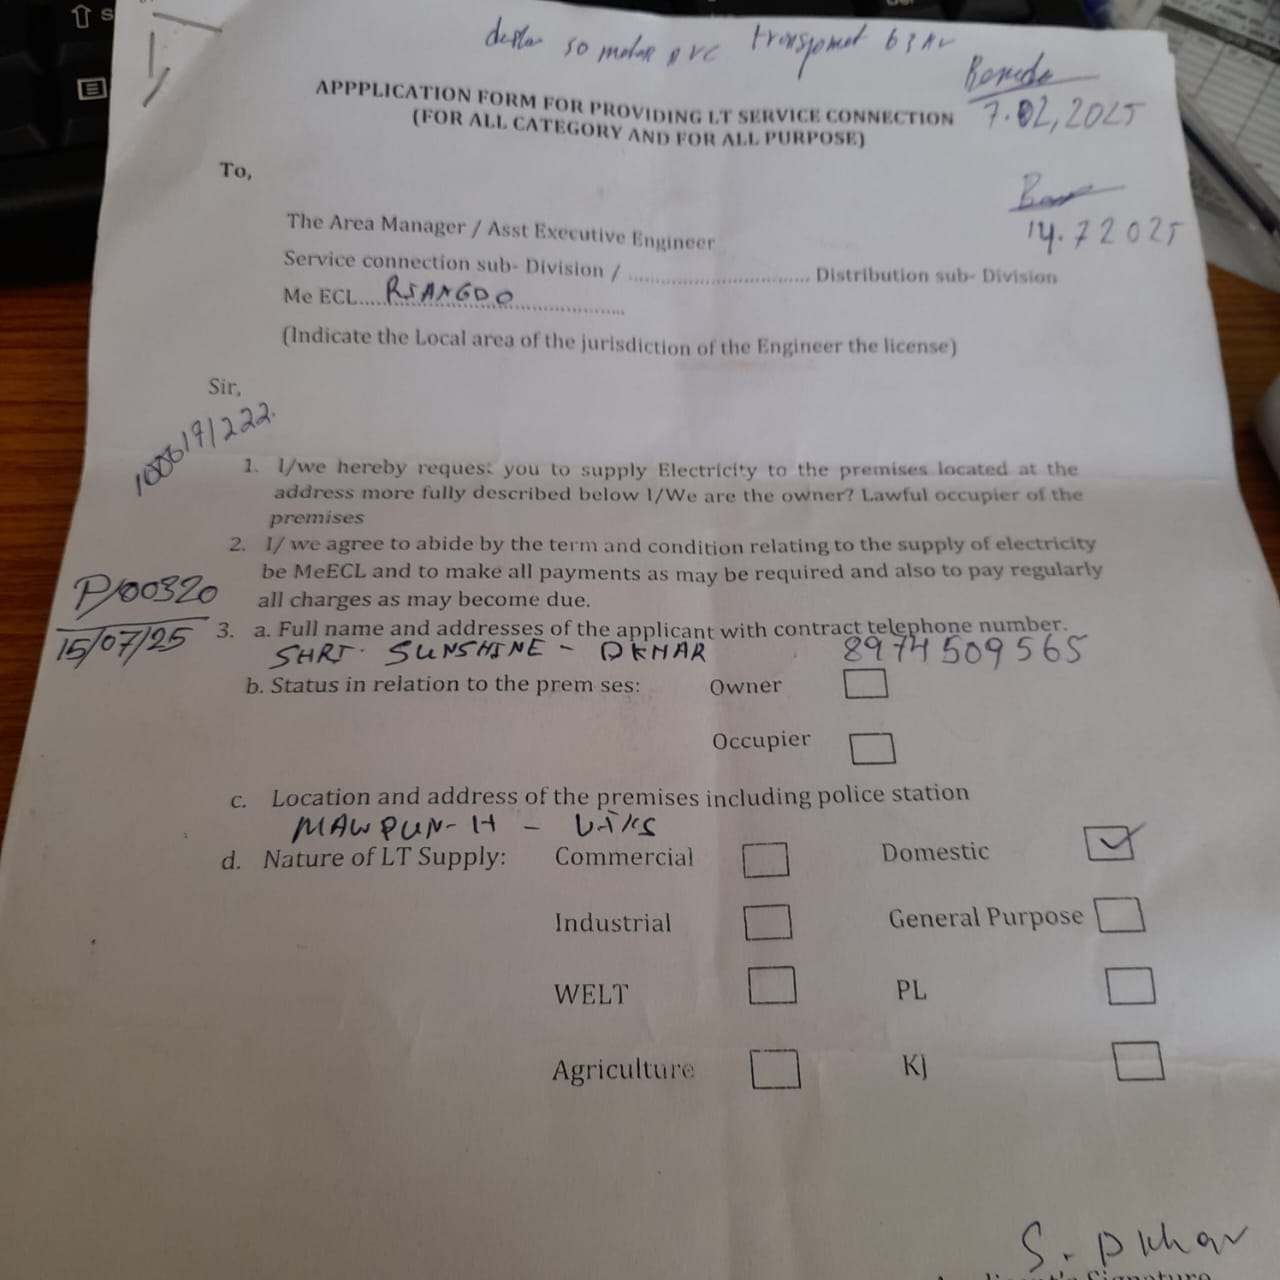 so meter pvc transpomet 63 Av
7.02,2025
APPPLICATION FORM FOR PROVIDING LT SERVICE CONNECTION
(FOR ALL CATEGORY AND FOR ALL PURPOSE)
To,
14.7 2025
The Area Manager / Asst Executive Engineer
Service connection sub- Division / ................................ Distribution sub- Division
Me ECL.....RIANGDO.....................
(Indicate the Local area of the jurisdiction of the Engineer the license)
Sir,
1. I/we hereby request you to supply Electricity to the premises located at the
address more fully described below I/We are the owner? Lawful occupier of the
premises
2. I/ we agree to abide by the term and condition relating to the supply of electricity
be MeECL and to make all payments as may be required and also to pay regularly
all charges as may become due.
P/00320
15/07/25
3. a. Full name and addresses of the applicant with contract telephone number.
SHRI. SUNSHINE - DKHAR 8974509565
b. Status in relation to the prem ses: Owner
Occupier
c. Location and address of the premises including police station
MAWPUN-H -
d. Nature of LT Supply: Commercial Domestic
Industrial General Purpose
WELT PL
Agriculture KJ
S. Dkhar